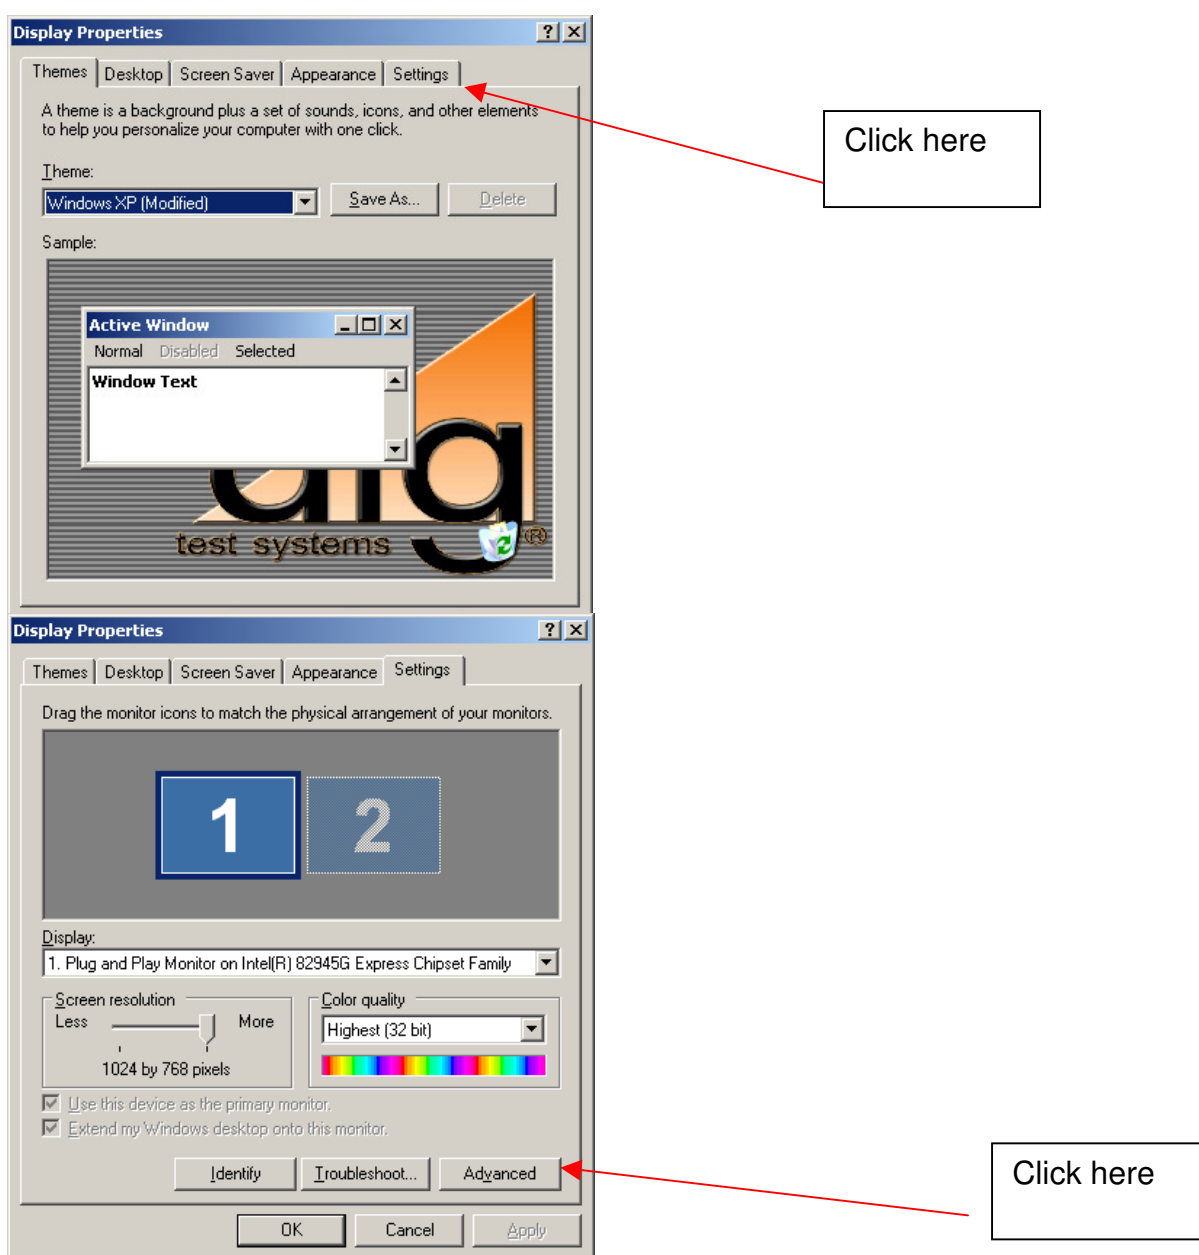 Display Properties
Themes Desktop Screen Saver Appearance Settings
A theme is a background plus a set of sounds, icons, and other elements
to help you personalize your computer with one click.
Click here
Theme:
Windows XP (Modified) Save As... Delete
Sample:
Active Window
Normal Disabled Selected
Window Text
test systems ®
Display Properties
Themes Desktop Screen Saver Appearance Settings
Drag the monitor icons to match the physical arrangement of your monitors.
1 2
Display:
1. Plug and Play Monitor on Intel(R) 82945G Express Chipset Family
Screen resolution Color quality
Less More
Highest (32 bit)
1024 by 768 pixels
Use this device as the primary monitor.
Extend my Windows desktop onto this monitor.
Identify Troubleshoot... Advanced
Click here
OK Cancel Apply